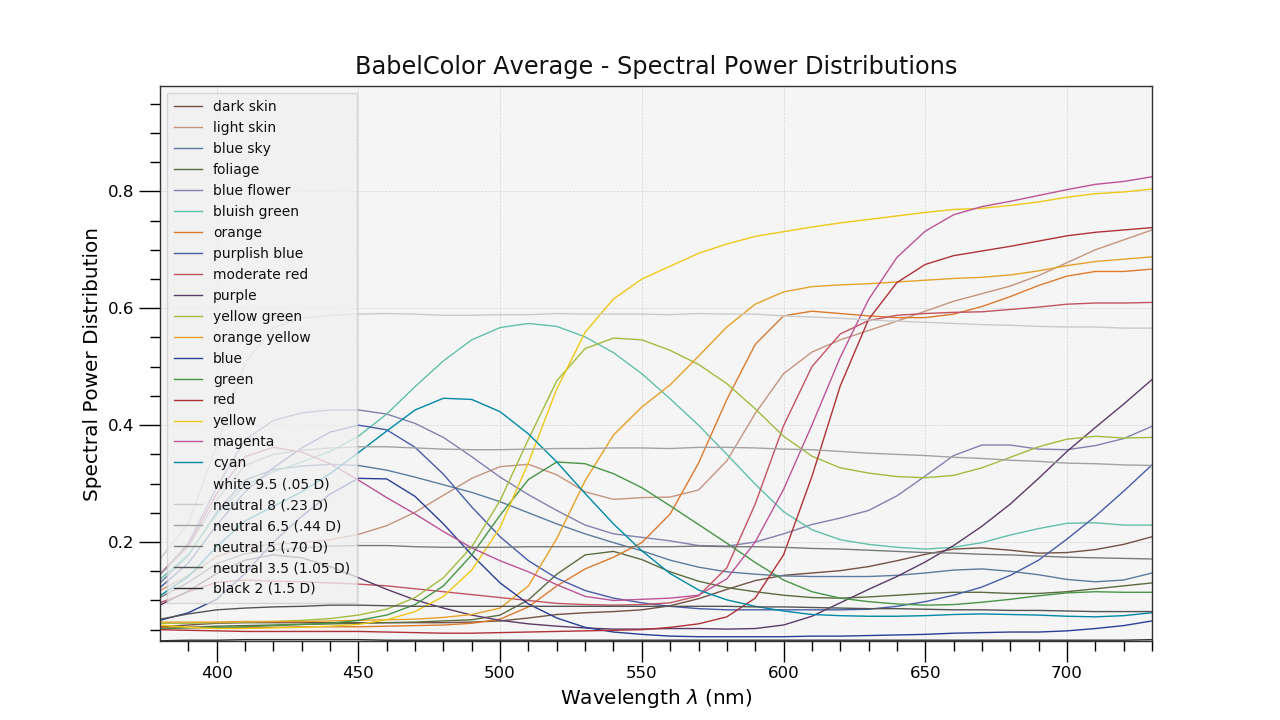 BabelColor Average - Spectral Power Distributions
Spectral Power Distribution
0.8
0.6
0.4
0.2
dark skin
light skin
blue sky
foliage
blue flower
bluish green
orange
purplish blue
moderate red
purple
yellow green
orange yellow
blue
green
red
yellow
magenta
cyan
white 9.5 (.05 D)
neutral 8 (.23 D)
neutral 6.5 (.44 D)
neutral 5 (.70 D)
neutral 3.5 (1.05 D)
black 2 (1.5 D)
400 450 500 550 600 650 700
Wavelength λ (nm)